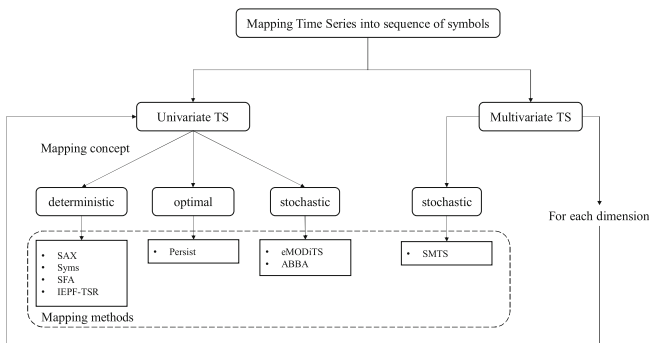 Mapping Time Series into sequence of symbols
Univariate TS
Multivariate TS
Mapping concept
deterministic
optimal
stochastic
stochastic
For each dimension
• SAX
• Syms
• SFA
• IEPF-TSR
• Persist
• eMODiTS
• ABBA
• SMTS
Mapping methods